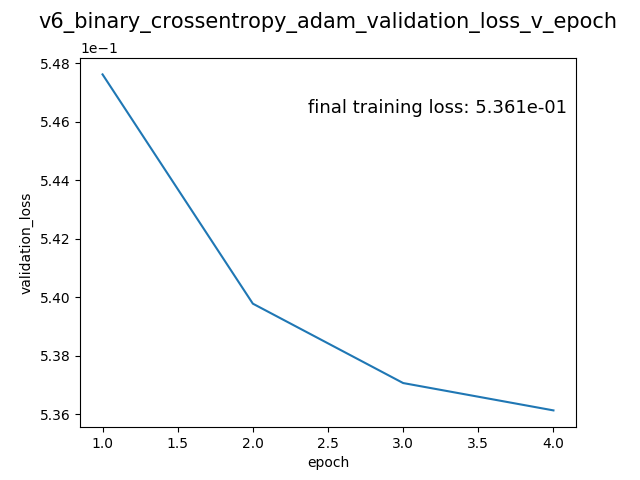 v6_binary_crossentropy_adam_validation_loss_v_epoch
1e−1
5.48
final training loss: 5.361e-01
5.46
5.44
5.42
validation_loss
5.40
5.38
5.36
1.0 1.5 2.0 2.5 3.0 3.5 4.0
epoch